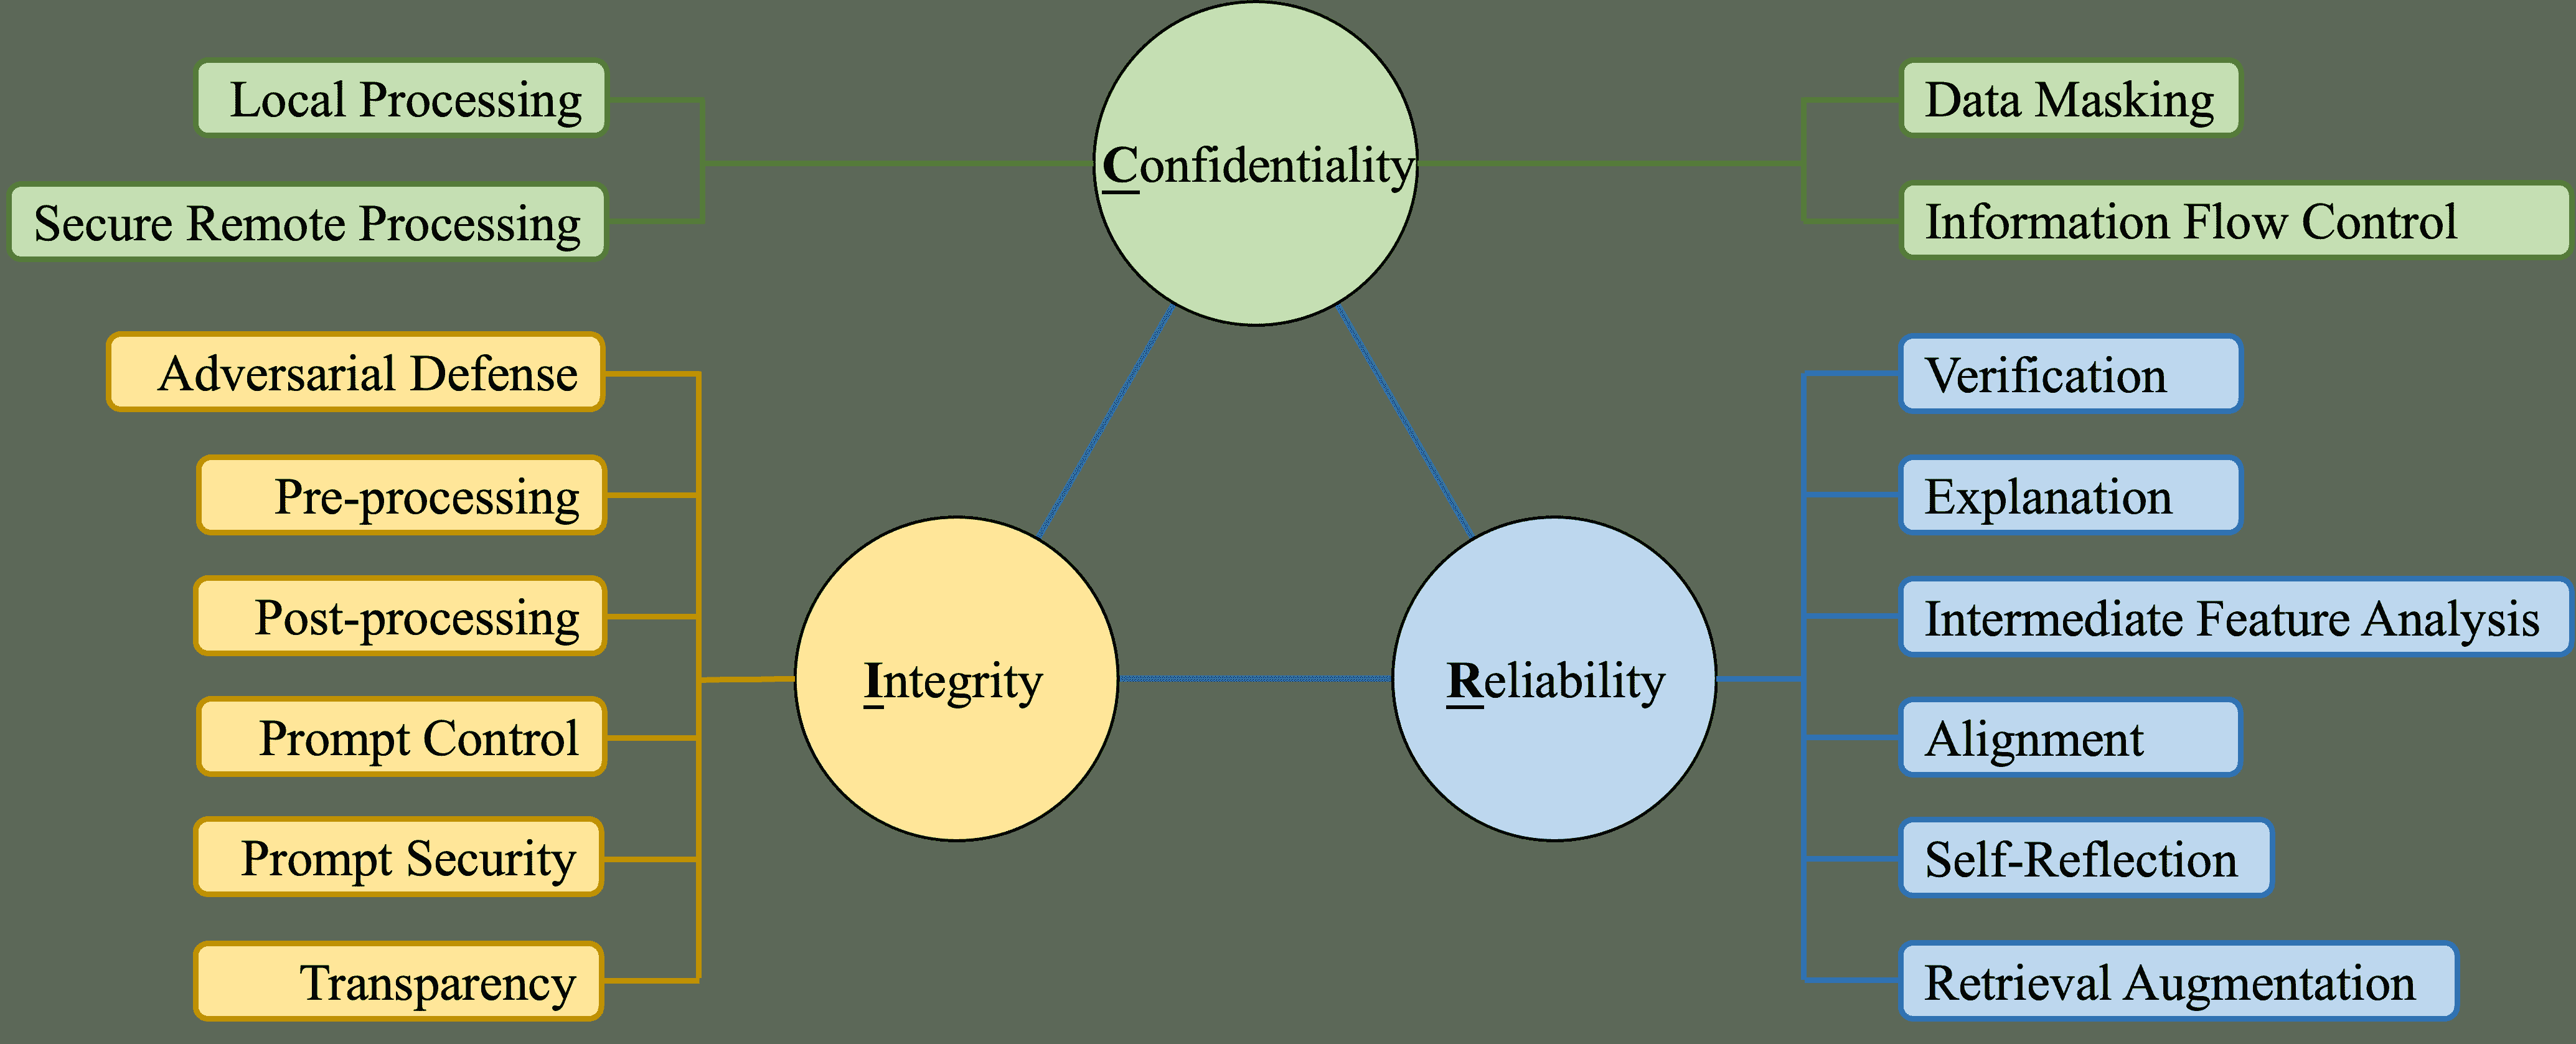 Local Processing
Secure Remote Processing
Confidentiality
Data Masking
Information Flow Control
Adversarial Defense
Pre-processing
Post-processing
Prompt Control
Prompt Security
Transparency
Integrity
Reliability
Verification
Explanation
Intermediate Feature Analysis
Alignment
Self-Reflection
Retrieval Augmentation